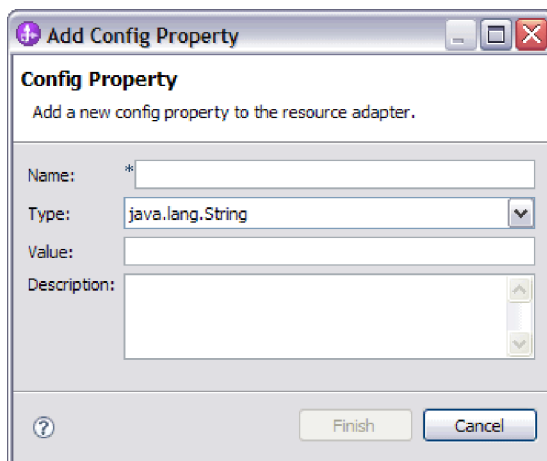 Add Config Property
Config Property
Add a new config property to the resource adapter.
Name: *
Type: java.lang.String
Value:
Description:
Finish Cancel